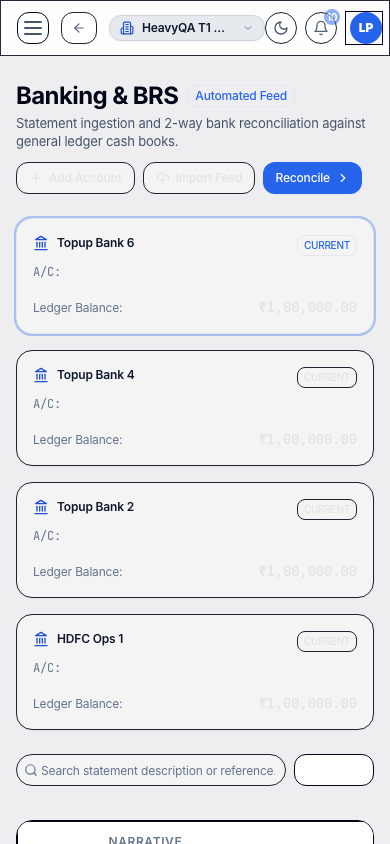 HeavyQA T1 ...
N
LP
Banking & BRS
Automated Feed
Statement ingestion and 2-way bank reconciliation against
general ledger cash books.
Add Account
Import Feed
Reconcile
Topup Bank 6
CURRENT
A/C:
Ledger Balance:
₹1,00,000.00
Topup Bank 4
CURRENT
A/C:
Ledger Balance:
₹1,00,000.00
Topup Bank 2
CURRENT
A/C:
Ledger Balance:
₹1,00,000.00
HDFC Ops 1
CURRENT
A/C:
Ledger Balance:
₹1,00,000.00
Search statement description or reference.
NARRATIVE